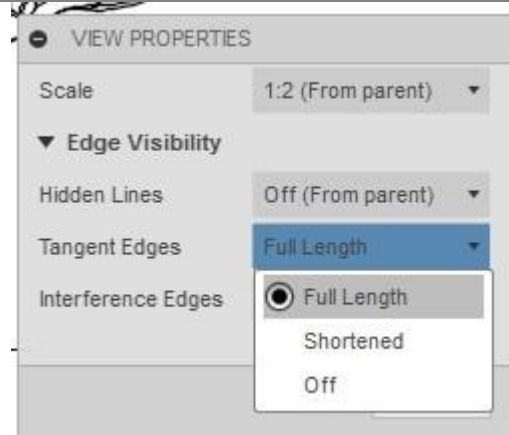 VIEW PROPERTIES
Scale 1:2 (From parent)
Edge Visibility
Hidden Lines Off (From parent)
Tangent Edges Full Length
Interference Edges Full Length
Shortened
Off